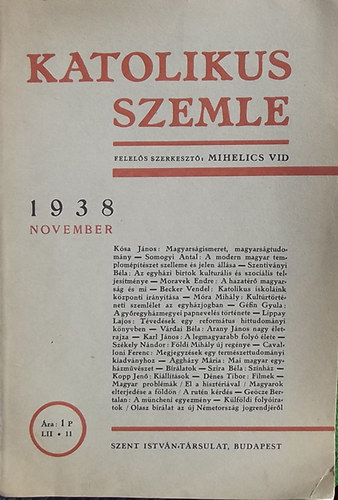 KATOLIKUS
SZEMLE
FELELŐS SZERKESZTŐ: MIHELICS VID
1938
NOVEMBER
Kósa János: Magyarságismeret, magyarságtudo-
mány — Somogyi Antal: A modern magyar tem-
plomépítészet szelleme és jelen állása — Szentiványi
Béla: Az egyházi birtok kulturális és szociális tel-
jesítménye — Moravek Endre: A hazatérő magyar-
ság és mi — Becker Vendel: Katolikus iskoláink
központi irányítása — Móra Mihály: Kultúrtörté-
neti szemlélet az egyházjogban — Géfin Gyula:
A győregyházmegyei papnevelés története — Lippay
Lajos: Tévedések egy református hittudományi
könyvben — Várdai Béla: Arany János nagy élet-
rajza — Karl János: A legmagyarabb folyó élete —
Székely Nándor: Földi Mihály új regénye — Caval-
loni Ferenc: Megjegyzések egy természettudományi
kiadványhoz — Aggházy Mária: Mai magyar egy-
házművészet — Bírálatok — Szira Béla: Színház —
Kopp Jenő: Kiállítások — Dénes Tibor: Filmek —
Magyar problémák / El a hisztériával / Magyarok
elterjedése a földön / A rutén kérdés — Geöcze Ber-
talan: A müncheni egyezmény — Külföldi folyóira-
tok / Olasz bírálat az új Németország jogrendjéről
Ára: 1 P
LII • 11
SZENT ISTVÁN-TÁRSULAT, BUDAPEST